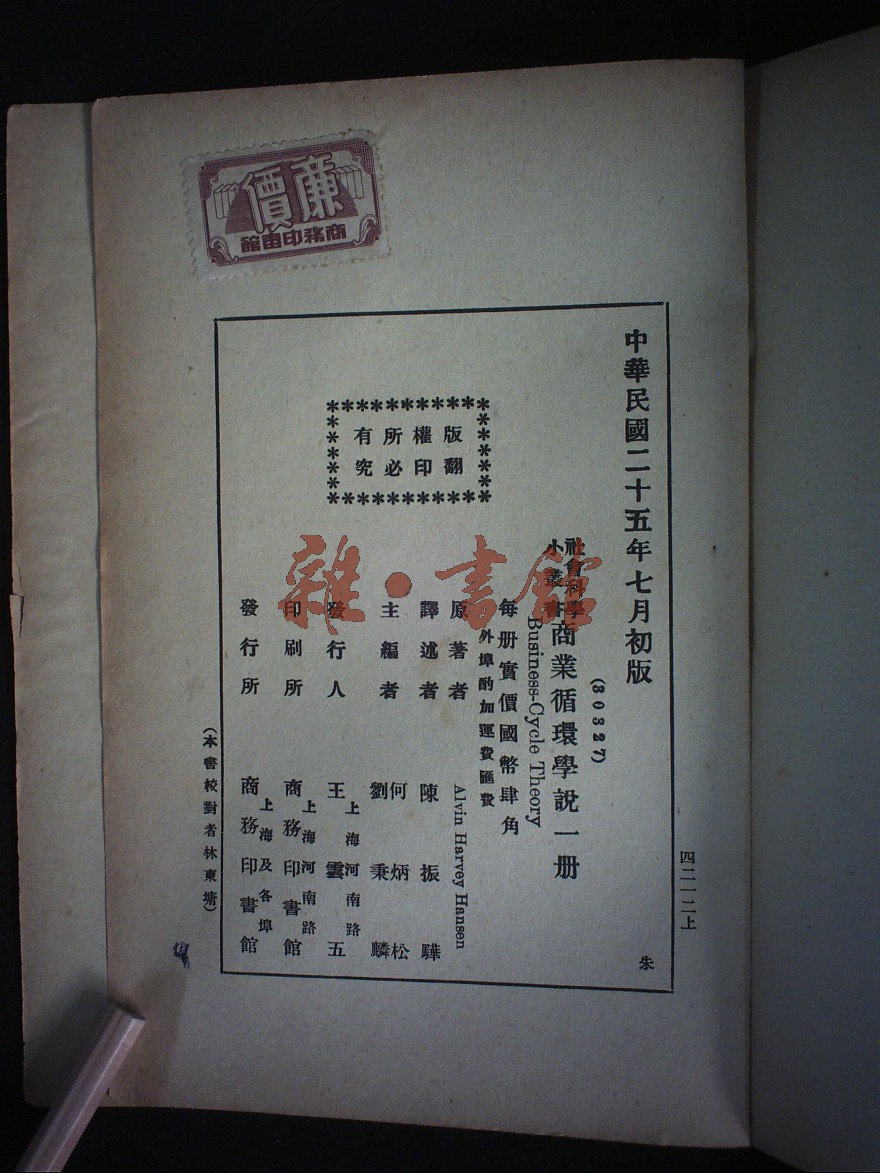 廉價
商務印書館
中華民國二十五年七月初版
四二一二上
朱
(30327)
社會科學
小叢書
商業循環學說一冊
Business-Cycle Theory
每冊實價國幣肆角
外埠酌加運費匯費
版權所有
翻印必究
原著者 Alvin Harvey Hansen
譯述者 陳振驊
主編者 何炳松
劉秉麟
發行人 王雲五
上海河南路
印刷所 商務印書館
上海河南路
發行所 商務印書館
上海及各埠
(本書校對者林東塘)
雜·書館